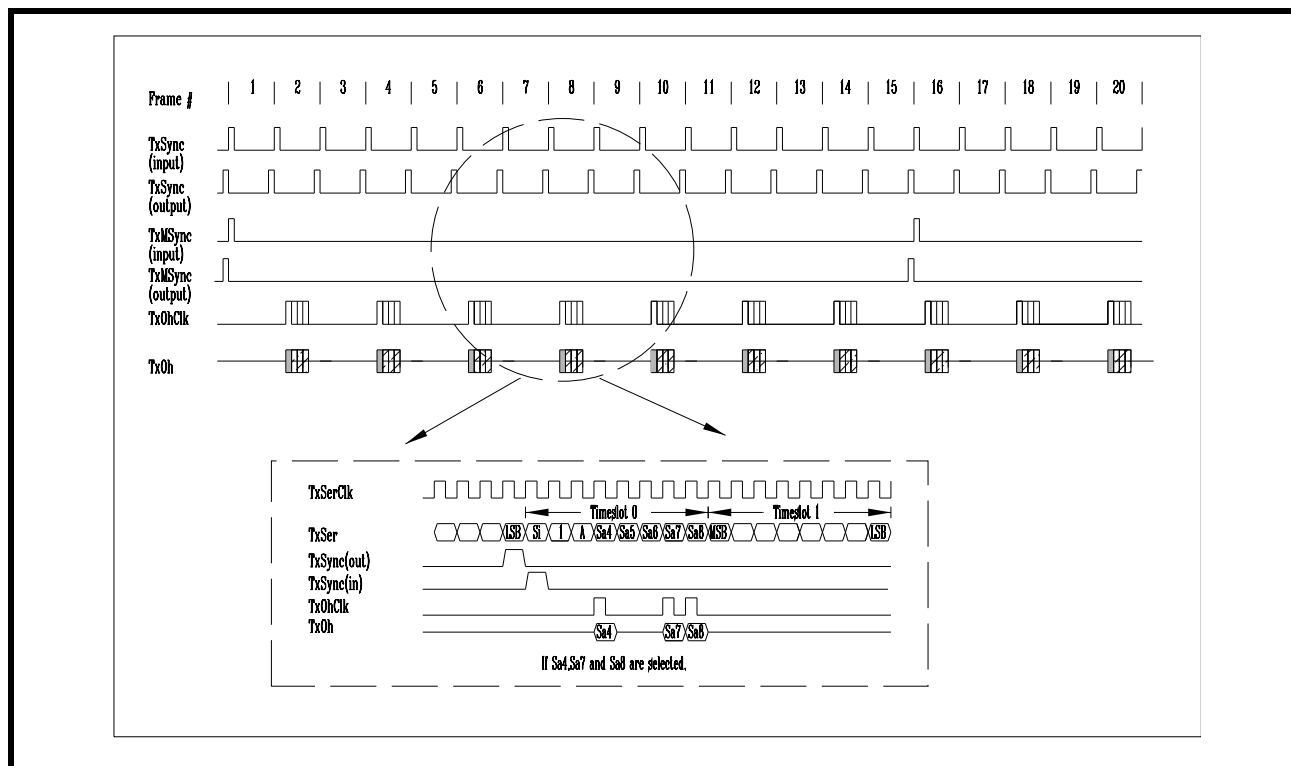 Frame # 1 2 3 4 5 6 7 8 9 10 11 12 13 14 15 16 17 18 19 20
TxSync
(input)
TxSync
(output)
TxMSync
(input)
TxMSync
(output)
TxOhClk
TxOh
TxSerClk
Timeslot 0 Timeslot 1
TxSer LSB Si 1 A Sa4 Sa5 Sa6 Sa7 Sa8 MSB LSB
TxSync(out)
TxSync(in)
TxOhClk
TxOh Sa4 Sa7 Sa8
If Sa4,Sa7 and Sa8 are selected.